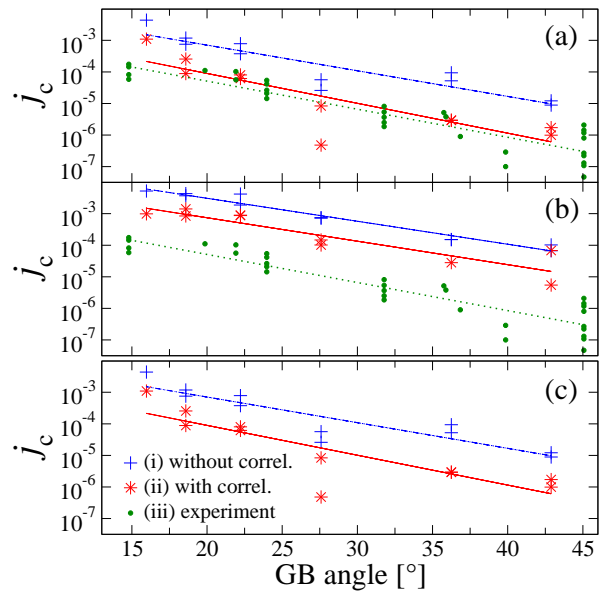 (a)
j_c
10^-3
10^-4
10^-5
10^-6
10^-7
(b)
j_c
10^-3
10^-4
10^-5
10^-6
10^-7
(c)
j_c
10^-3
10^-4
10^-5
10^-6
10^-7
(i) without correl.
(ii) with correl.
(iii) experiment
15 20 25 30 35 40 45
GB angle [°]